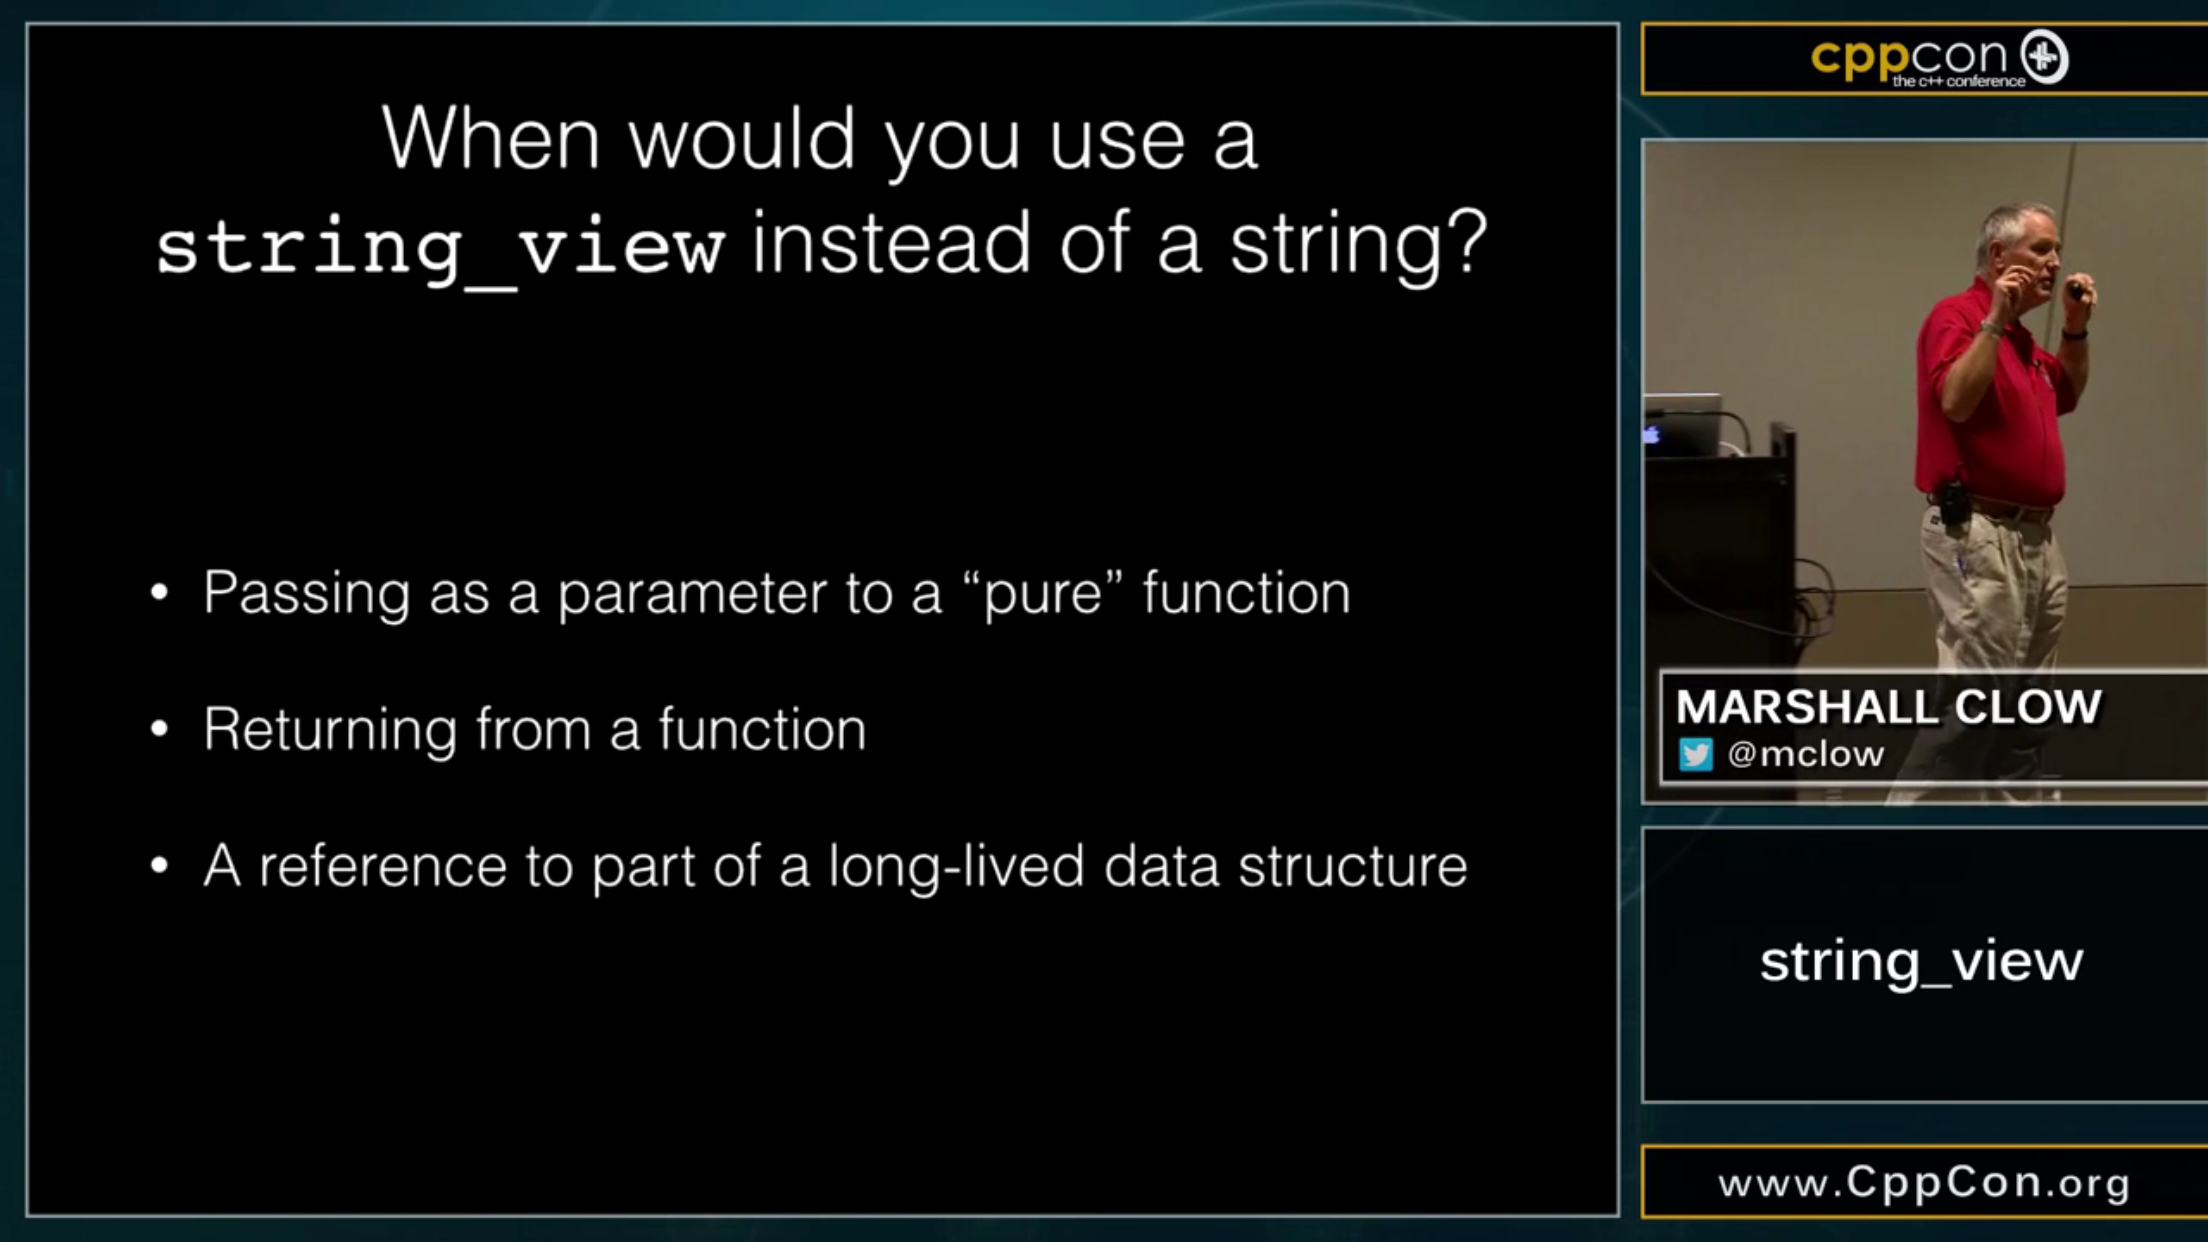 When would you use a
string_view instead of a string?
• Passing as a parameter to a “pure” function
• Returning from a function
• A reference to part of a long-lived data structure
cppcon
the c++ conference
MARSHALL CLOW
@mclow
string_view
www.CppCon.org